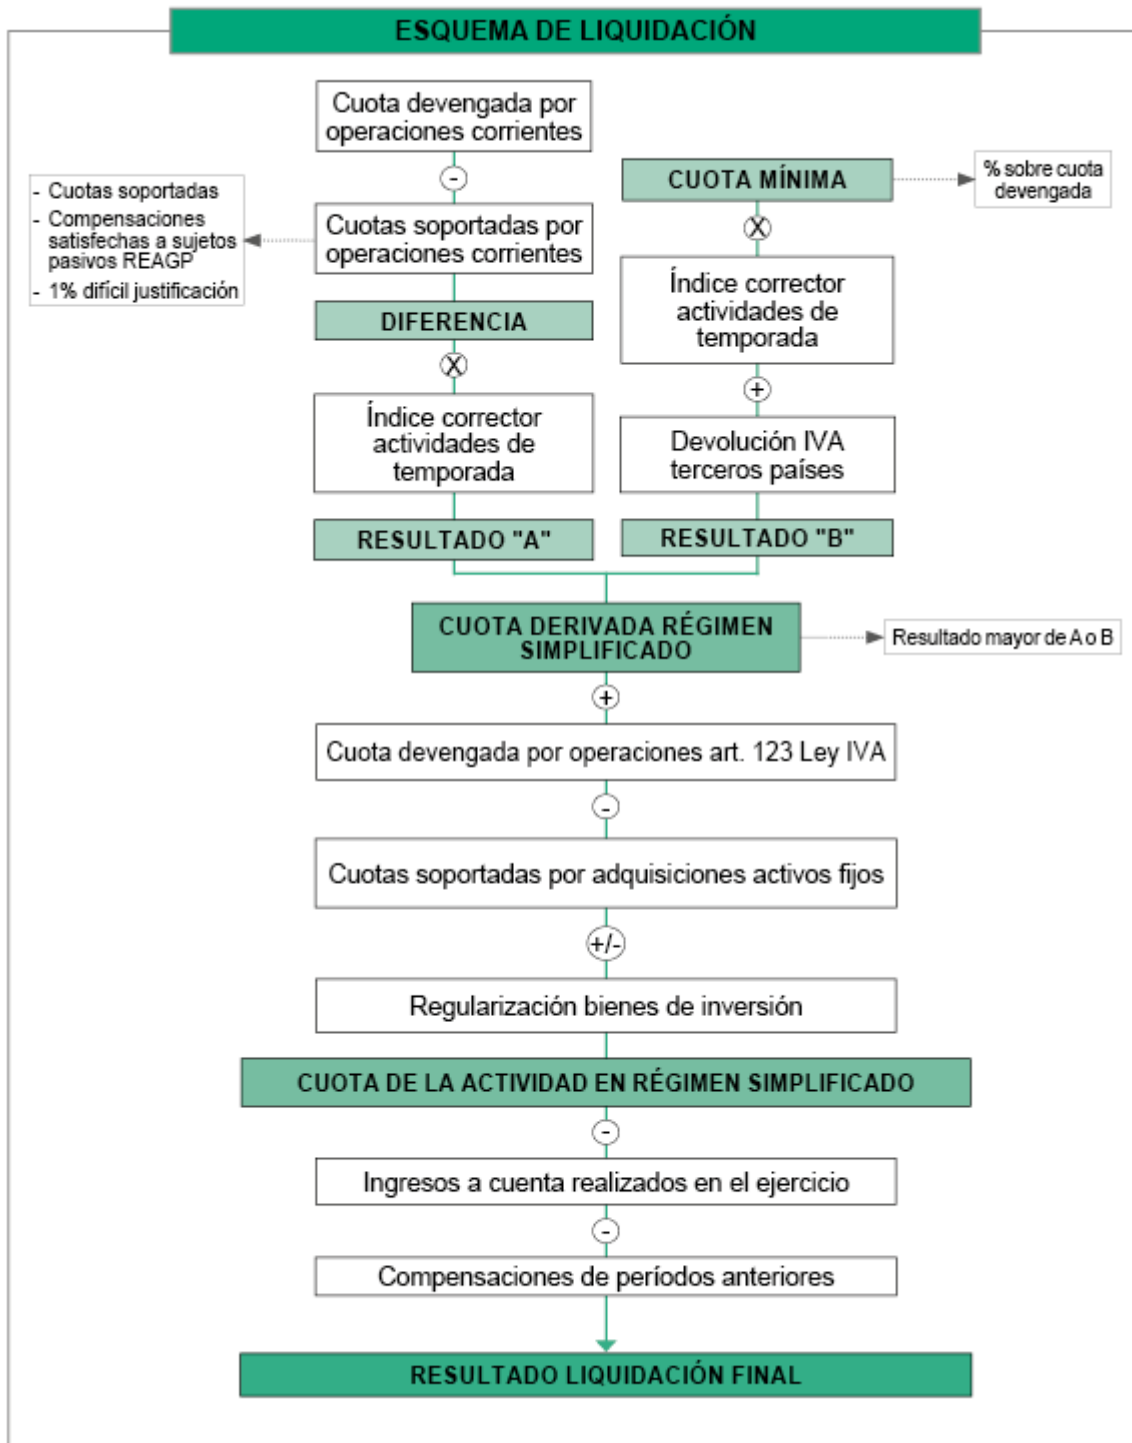 ESQUEMA DE LIQUIDACIÓN
Cuota devengada por
operaciones corrientes
-
- Cuotas soportadas
- Compensaciones
satisfechas a sujetos
pasivos REAGP
- 1% difícil justificación
Cuotas soportadas por
operaciones corrientes
DIFERENCIA
X
Índice corrector
actividades de
temporada
RESULTADO "A"
CUOTA MÍNIMA
% sobre cuota
devengada
X
Índice corrector
actividades de
temporada
+
Devolución IVA
terceros países
RESULTADO "B"
CUOTA DERIVADA RÉGIMEN
SIMPLIFICADO
Resultado mayor de A o B
+
Cuota devengada por operaciones art. 123 Ley IVA
-
Cuotas soportadas por adquisiciones activos fijos
+/-
Regularización bienes de inversión
CUOTA DE LA ACTIVIDAD EN RÉGIMEN SIMPLIFICADO
-
Ingresos a cuenta realizados en el ejercicio
-
Compensaciones de períodos anteriores
RESULTADO LIQUIDACIÓN FINAL